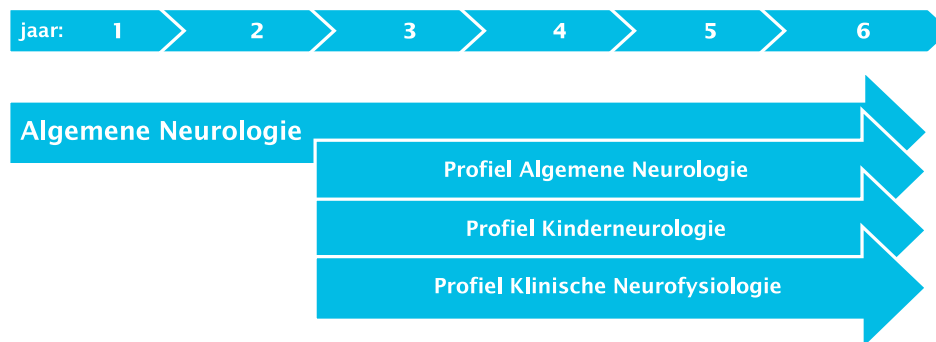 jaar: 1 2 3 4 5 6
Algemene Neurologie
Profiel Algemene Neurologie
Profiel Kinderneurologie
Profiel Klinische Neurofysiologie